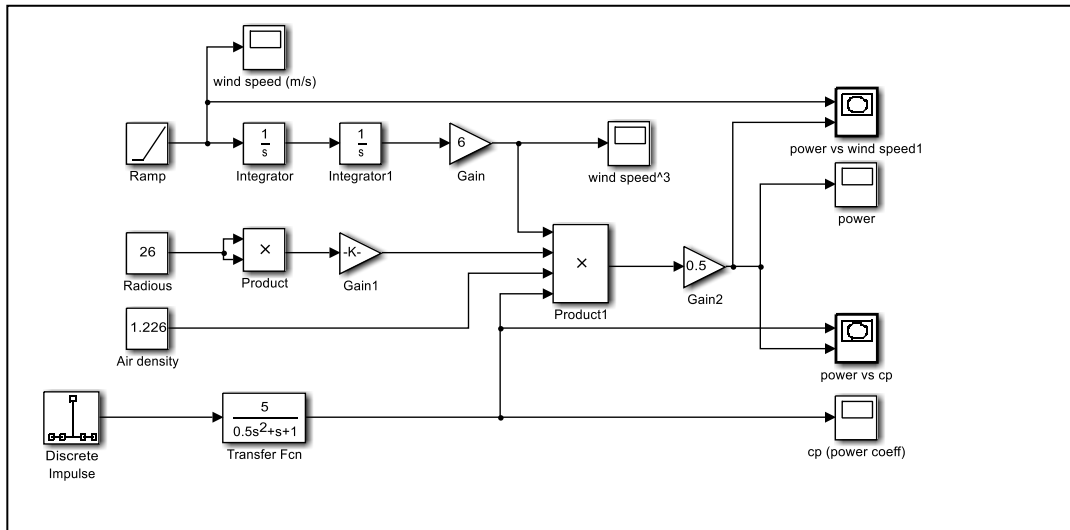 wind speed (m/s)
Ramp
1
s
Integrator
1
s
Integrator1
6
Gain
wind speed^3
power vs wind speed1
power
26
Radious
×
Product
-K-
Gain1
1.226
Air density
×
Product1
0.5
Gain2
power vs cp
Discrete
Impulse
5
0.5s²+s+1
Transfer Fcn
cp (power coeff)